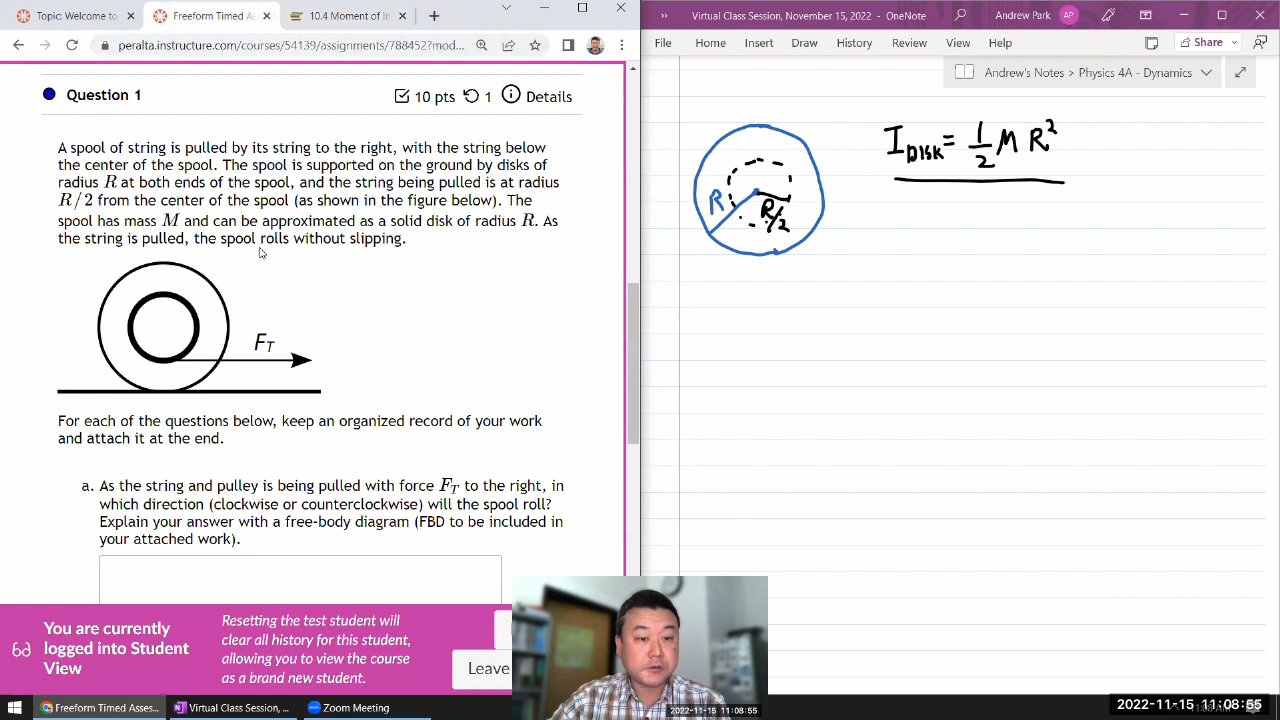 Topic Welcome to
Freeform Timed Ass
10.4 Moment of In
peralta.instructure.com/courses/54139/assignments/788452?mod...
Question 1
10 pts
1
Details
A spool of string is pulled by its string to the right, with the string below
the center of the spool. The spool is supported on the ground by disks of
radius R at both ends of the spool, and the string being pulled is at radius
R/2 from the center of the spool (as shown in the figure below). The
spool has mass M and can be approximated as a solid disk of radius R. As
the string is pulled, the spool rolls without slipping.
F_T
For each of the questions below, keep an organized record of your work
and attach it at the end.
a. As the string and pulley is being pulled with force F_T to the right, in
which direction (clockwise or counterclockwise) will the spool roll?
Explain your answer with a free-body diagram (FBD to be included in
your attached work).
You are currently
logged into Student
View
Resetting the test student will
clear all history for this student,
allowing you to view the course
as a brand new student.
Leave
Virtual Class Session, November 15, 2022 - OneNote
Andrew Park
AP
File
Home
Insert
Draw
History
Review
View
Help
Share
Andrew's Notes > Physics 4A - Dynamics
R
R/2
I_DISK = 1/2 M R²
2022-11-15 11:08:55
Freeform Timed Asses...
Virtual Class Session, ...
Zoom Meeting
2022-11-15 11:08:55